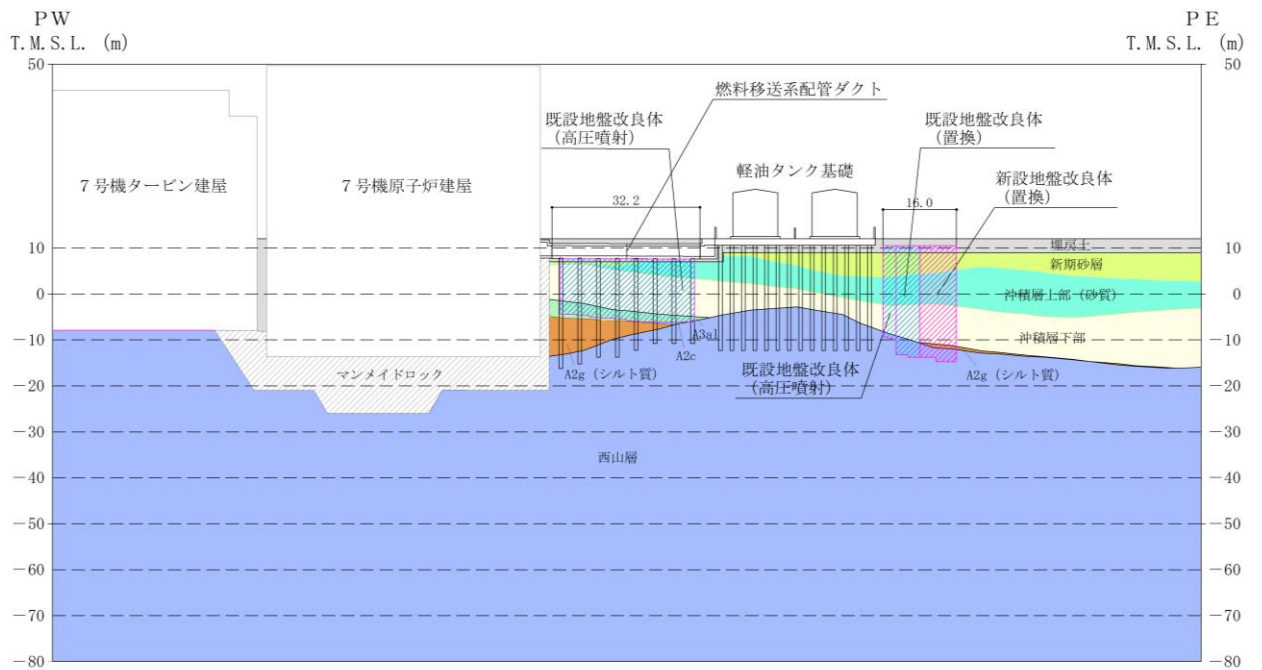 PW
PE
T.M.S.L. (m)
T.M.S.L. (m)
50
50
燃料移送系配管ダクト
既設地盤改良体
(高圧噴射)
既設地盤改良体
(置換)
7号機タービン建屋
7号機原子炉建屋
軽油タンク基礎
新設地盤改良体
(置換)
32.2
16.0
10
埋戻土
10
新期砂層
0
沖積層上部(砂質)
0
A3a1
-10
沖積層下部
-10
A2c
マンメイドロック
A2g(シルト質)
既設地盤改良体
(高圧噴射)
A2g(シルト質)
-20
-20
-30
-30
西山層
-40
-40
-50
-50
-60
-60
-70
-70
-80
-80